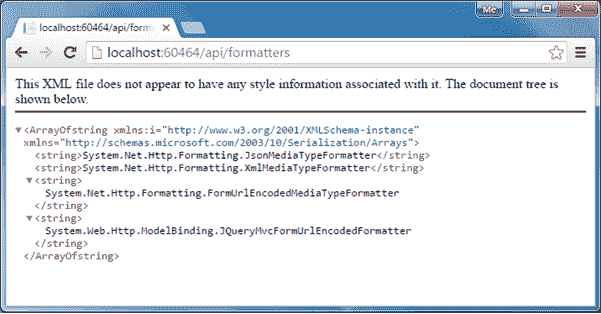 Me
localhost:60464/api/forma
localhost:60464/api/formatters
This XML file does not appear to have any style information associated with it. The document tree is
shown below.
<ArrayOfstring xmlns:i="http://www.w3.org/2001/XMLSchema-instance"
xmlns="http://schemas.microsoft.com/2003/10/Serialization/Arrays">
<string>System.Net.Http.Formatting.JsonMediaTypeFormatter</string>
<string>System.Net.Http.Formatting.XmlMediaTypeFormatter</string>
<string>
System.Net.Http.Formatting.FormUrlEncodedMediaTypeFormatter
</string>
<string>
System.Web.Http.ModelBinding.JQueryMvcFormUrlEncodedFormatter
</string>
</ArrayOfstring>